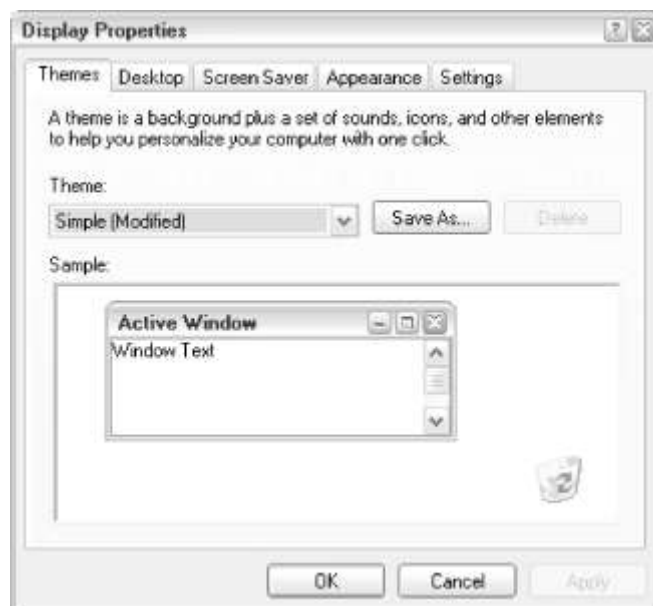 Display Properties
Themes Desktop Screen Saver Appearance Settings
A theme is a background plus a set of sounds, icons, and other elements
to help you personalize your computer with one click.
Theme:
Simple (Modified) Save As... Delete
Sample:
Active Window
Window Text
OK Cancel Apply